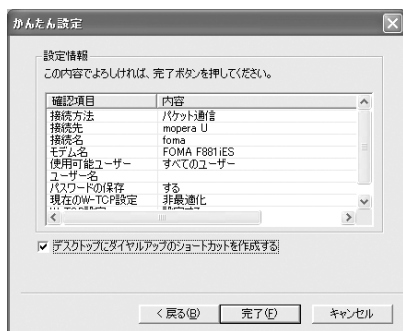 かんたん設定
設定情報
この内容でよろしければ、完了ボタンを押してください。
確認項目 内容
接続方法 パケット通信
接続先 mopera U
接続名 foma
モデム名 FOMA F881iES
使用可能ユーザー すべてのユーザー
ユーザー名
パスワードの保存 する
現在のW-TCP設定 非最適化
デスクトップにダイヤルアップのショートカットを作成する
< 戻る(B) 完了(F) キャンセル